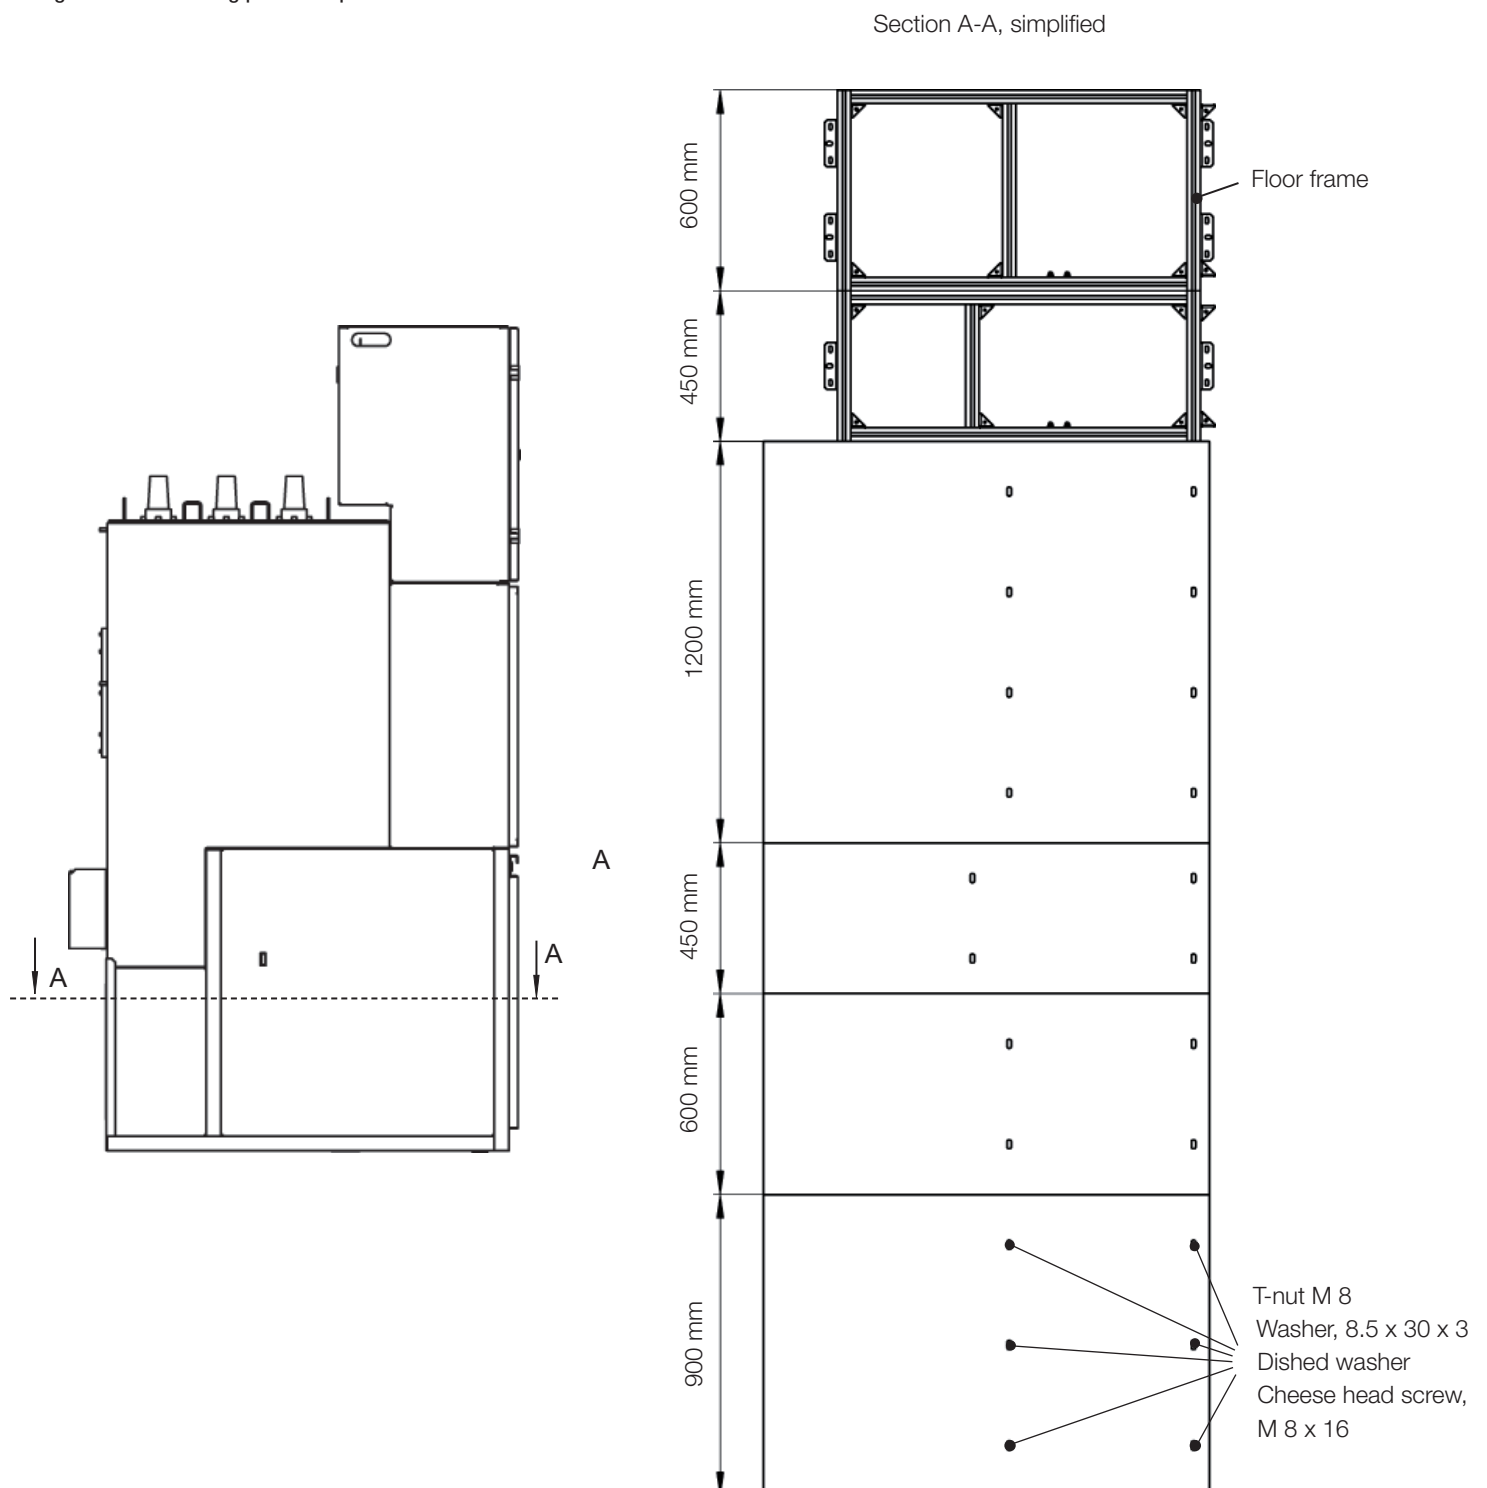 Section A-A, simplified
600 mm
Floor frame
450 mm
1200 mm
A
450 mm
A
A
600 mm
900 mm
T-nut M 8
Washer, 8.5 x 30 x 3
Dished washer
Cheese head screw,
M 8 x 16